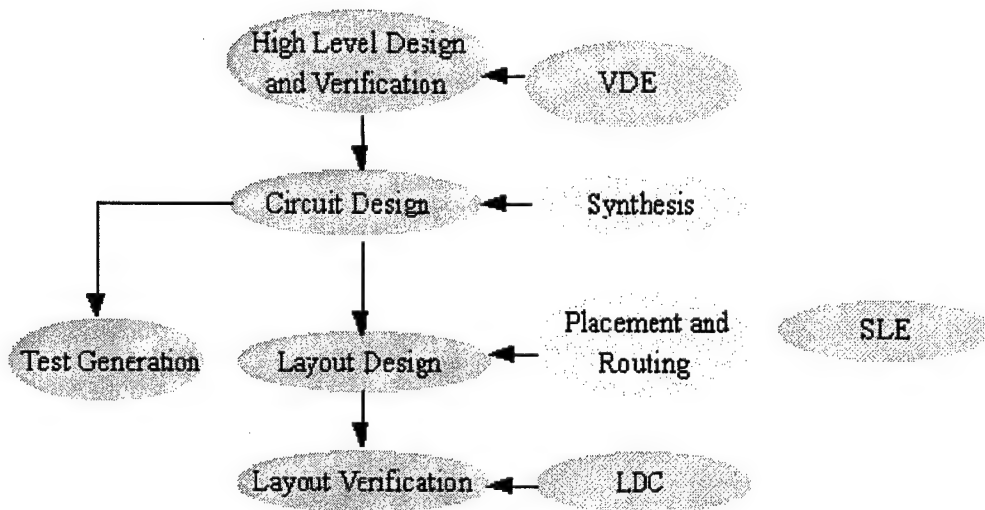 High Level Design
and Verification
VDE
Circuit Design
Synthesis
Test Generation
Layout Design
Placement and
Routing
SLE
Layout Verification
LDC